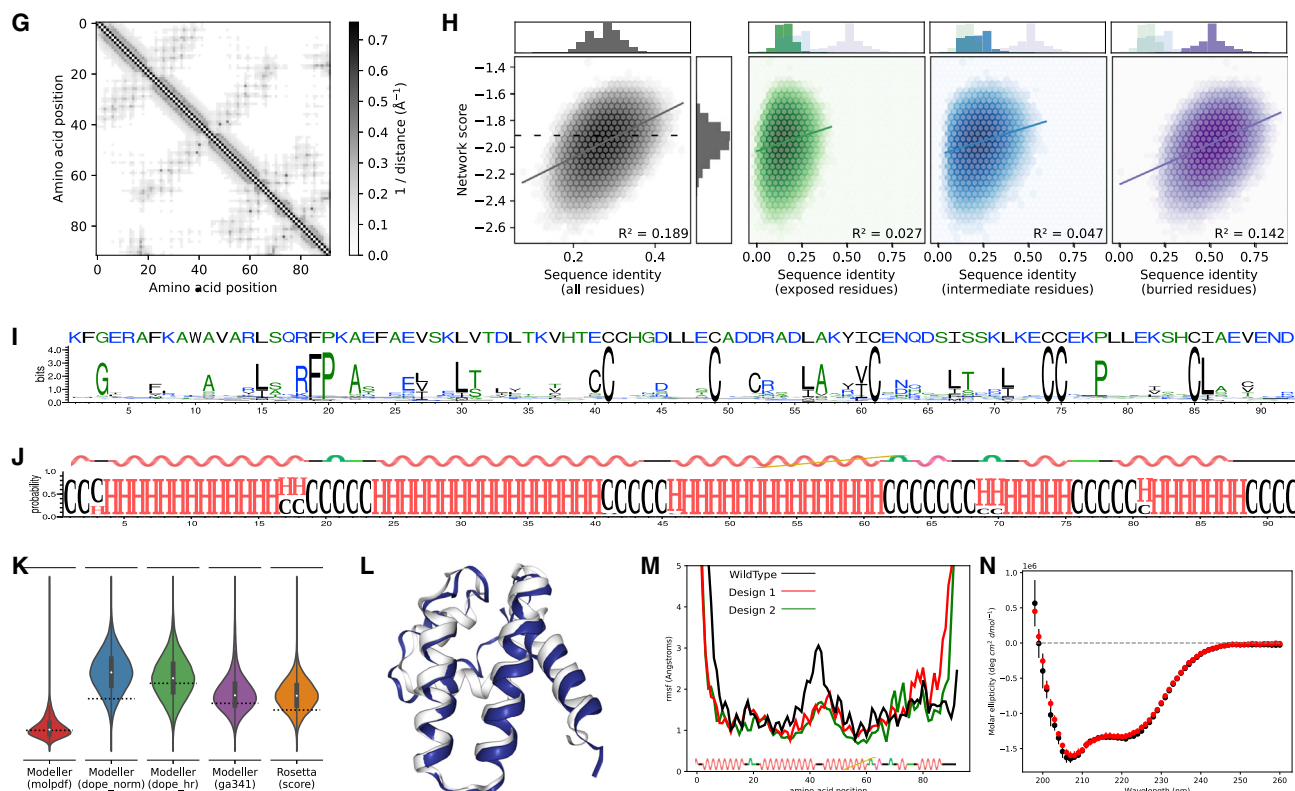 G
0
20
40
60
80
Amino acid position
0
20
40
60
80
Amino acid position
0.7
0.6
0.5
0.4
0.3
0.2
0.1
0.0
1 / distance (Å⁻¹)
H
Network score
−1.4
−1.6
−1.8
−2.0
−2.2
−2.4
−2.6
R² = 0.189
0.2
0.4
Sequence identity
(all residues)
R² = 0.027
0.00
0.25
0.50
0.75
Sequence identity
(exposed residues)
R² = 0.047
0.00
0.25
0.50
0.75
Sequence identity
(intermediate residues)
R² = 0.142
0.00
0.25
0.50
0.75
Sequence identity
(burried residues)
I
KFGERAFKAWAVARLSQRFPKAEFAEVSKLVTDLTKVHTECCHGDLLECADDRADLAKYICENQDSISSKLKECCEKPLLEKSHCIAEVEND
bits
4.0
3.0
2.0
1.0
0.0
5 10 15 20 25 30 35 40 45 50 55 60 65 70 75 80 85 90
J
probability
1.0
0.5
0.0
5 10 15 20 25 30 35 40 45 50 55 60 65 70 75 80 85 90
K
Modeller
(molpdf)
Modeller
(dope_norm)
Modeller
(dope_hr)
Modeller
(ga341)
Rosetta
(score)
L
M
WildType
Design 1
Design 2
rmsf (Angstroms)
5
4
3
2
1
0
0
20
40
60
80
amino acid position
N
1e6
0.5
0.0
−0.5
−1.0
−1.5
Molar ellipticity (deg cm² dmol⁻¹)
200
210
220
230
240
250
260
Wavelength (nm)